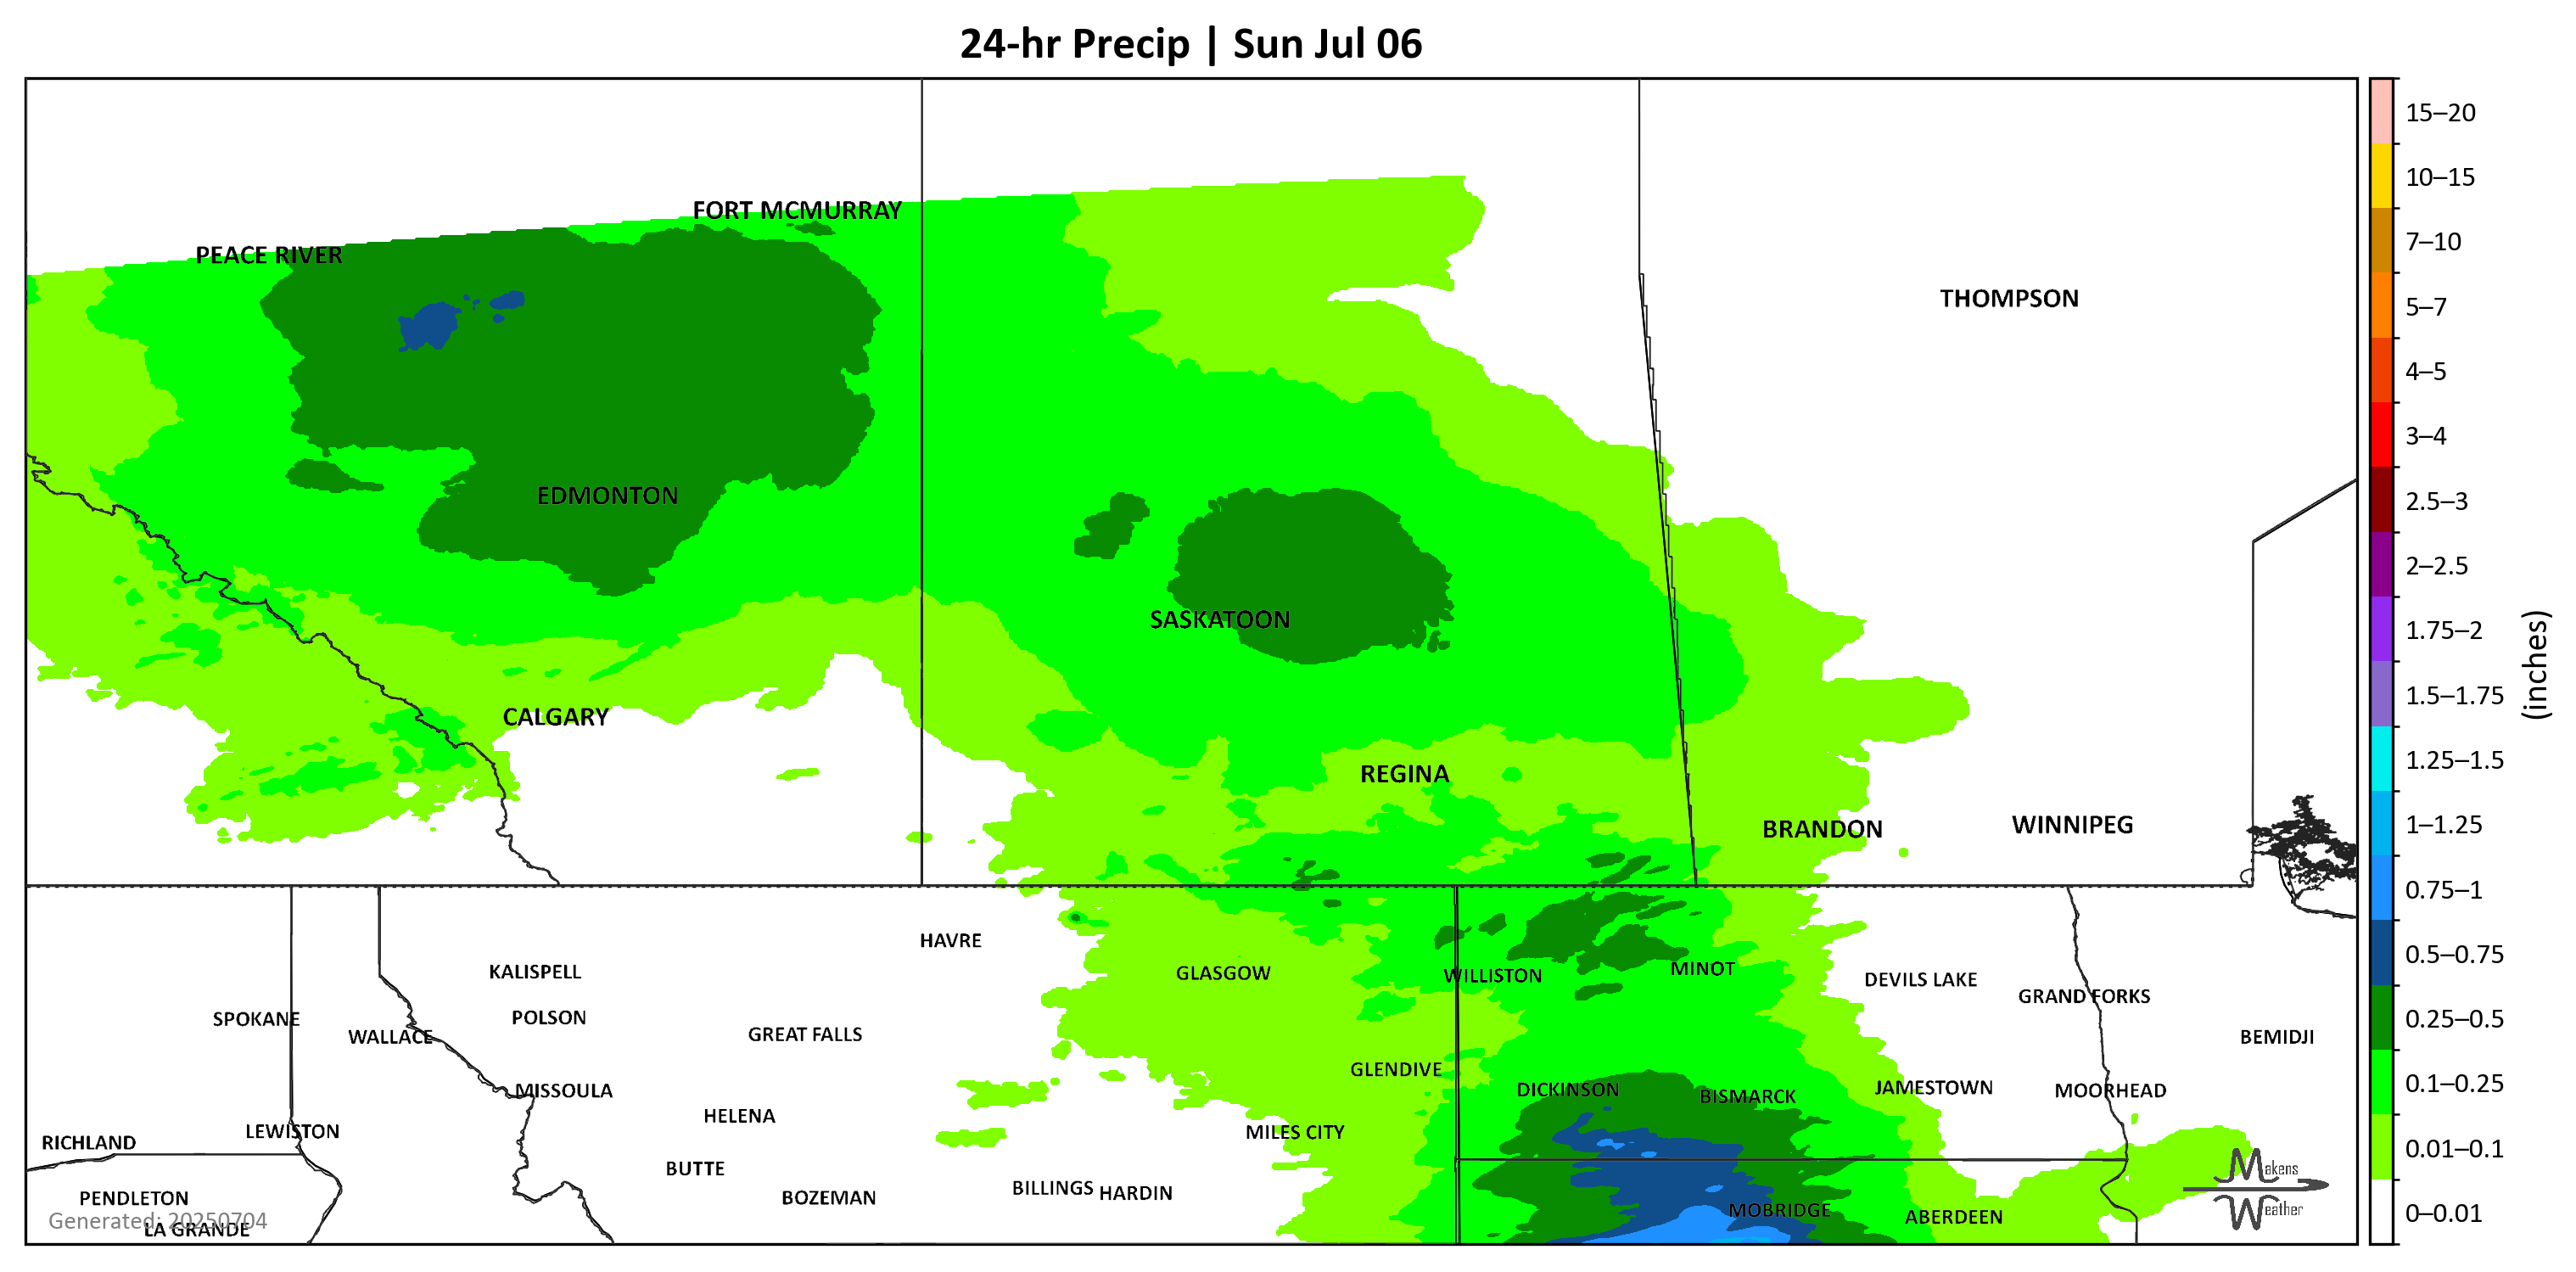 24-hr Precip | Sun Jul 06
FORT MCMURRAY
PEACE RIVER
THOMPSON
EDMONTON
SASKATOON
CALGARY
REGINA
BRANDON
WINNIPEG
HAVRE
KALISPELL
GLASGOW
WILLISTON
MINOT
DEVILS LAKE
GRAND FORKS
SPOKANE
WALLACE
POLSON
GREAT FALLS
BEMIDJI
GLENDIVE
MISSOULA
DICKINSON
BISMARCK
JAMESTOWN
MOORHEAD
HELENA
RICHLAND
LEWISTON
MILES CITY
BUTTE
PENDLETON
BOZEMAN
BILLINGS
HARDIN
MOBRIDGE
ABERDEEN
Generated: 20250704
LA GRANDE
Makens
Weather
15–20
10–15
7–10
5–7
4–5
3–4
2.5–3
2–2.5
1.75–2
1.5–1.75
1.25–1.5
1–1.25
0.75–1
0.5–0.75
0.25–0.5
0.1–0.25
0.01–0.1
0–0.01
(inches)